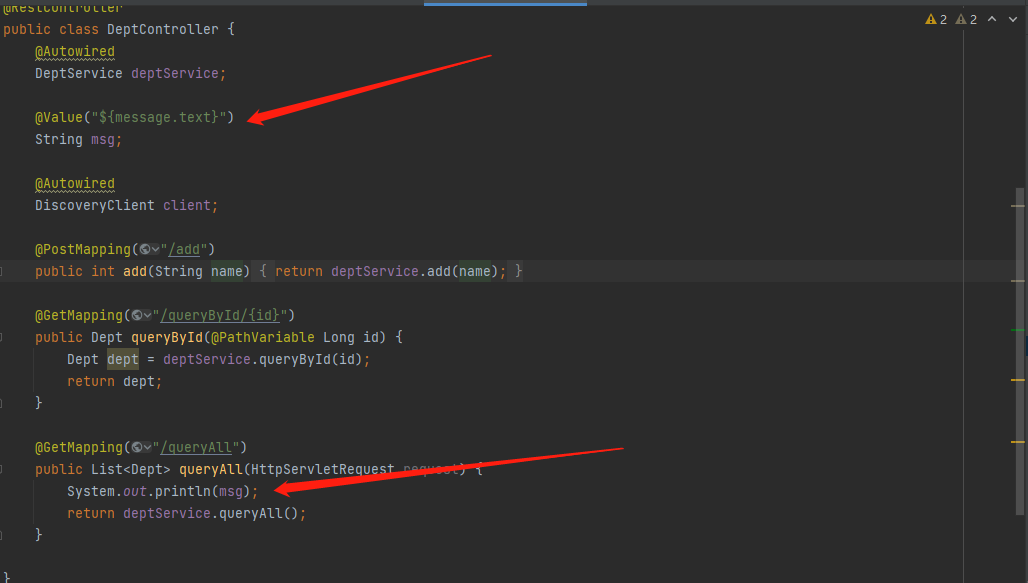 @RestController
public class DeptController {
@Autowired
DeptService deptService;
@Value("${message.text}")
String msg;
@Autowired
DiscoveryClient client;
@PostMapping("/add")
public int add(String name) { return deptService.add(name); }
@GetMapping("/queryById/{id}")
public Dept queryById(@PathVariable Long id) {
Dept dept = deptService.queryById(id);
return dept;
}
@GetMapping("/queryAll")
public List<Dept> queryAll(HttpServletRequest request) {
System.out.println(msg);
return deptService.queryAll();
}
}
2 2